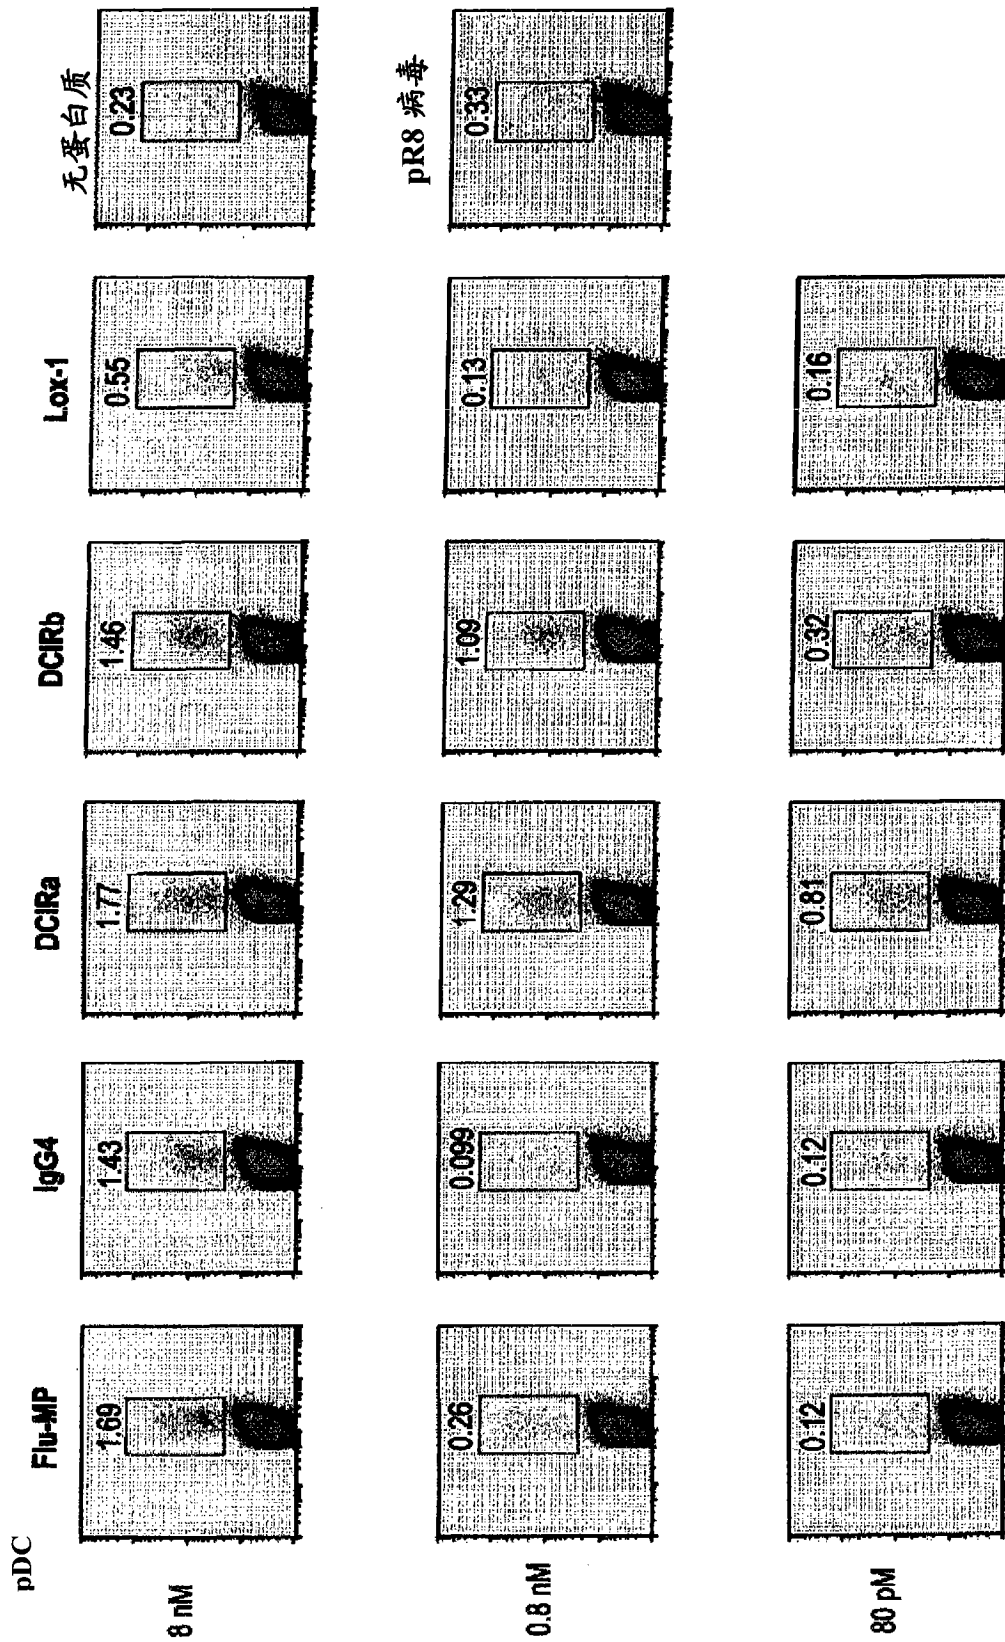 pDC
Flu-MP
IgG4
DCIRa
DCIRb
Lox-1
无蛋白质
8 nM
1.69
1.43
1.77
1.46
0.55
0.23
pR8 病毒
0.8 nM
0.26
0.099
1.29
1.09
0.13
0.33
80 pM
0.12
0.12
0.81
0.32
0.16